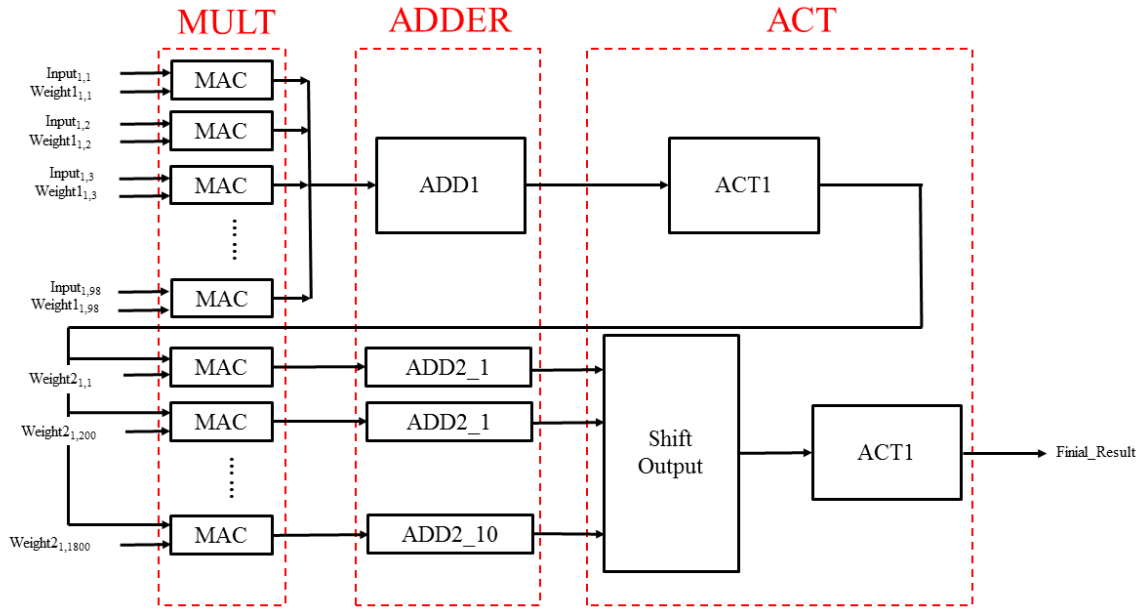 MULT ADDER ACT
Input1,1
Weight11,1
MAC
Input1,2
Weight11,2
MAC
Input1,3
Weight11,3
MAC
ADD1
ACT1
Input1,98
Weight11,98
MAC
Weight21,1
MAC
ADD2_1
Weight21,200
MAC
ADD2_1
Shift
Output
ACT1
Finial_Result
Weight21,1800
MAC
ADD2_10